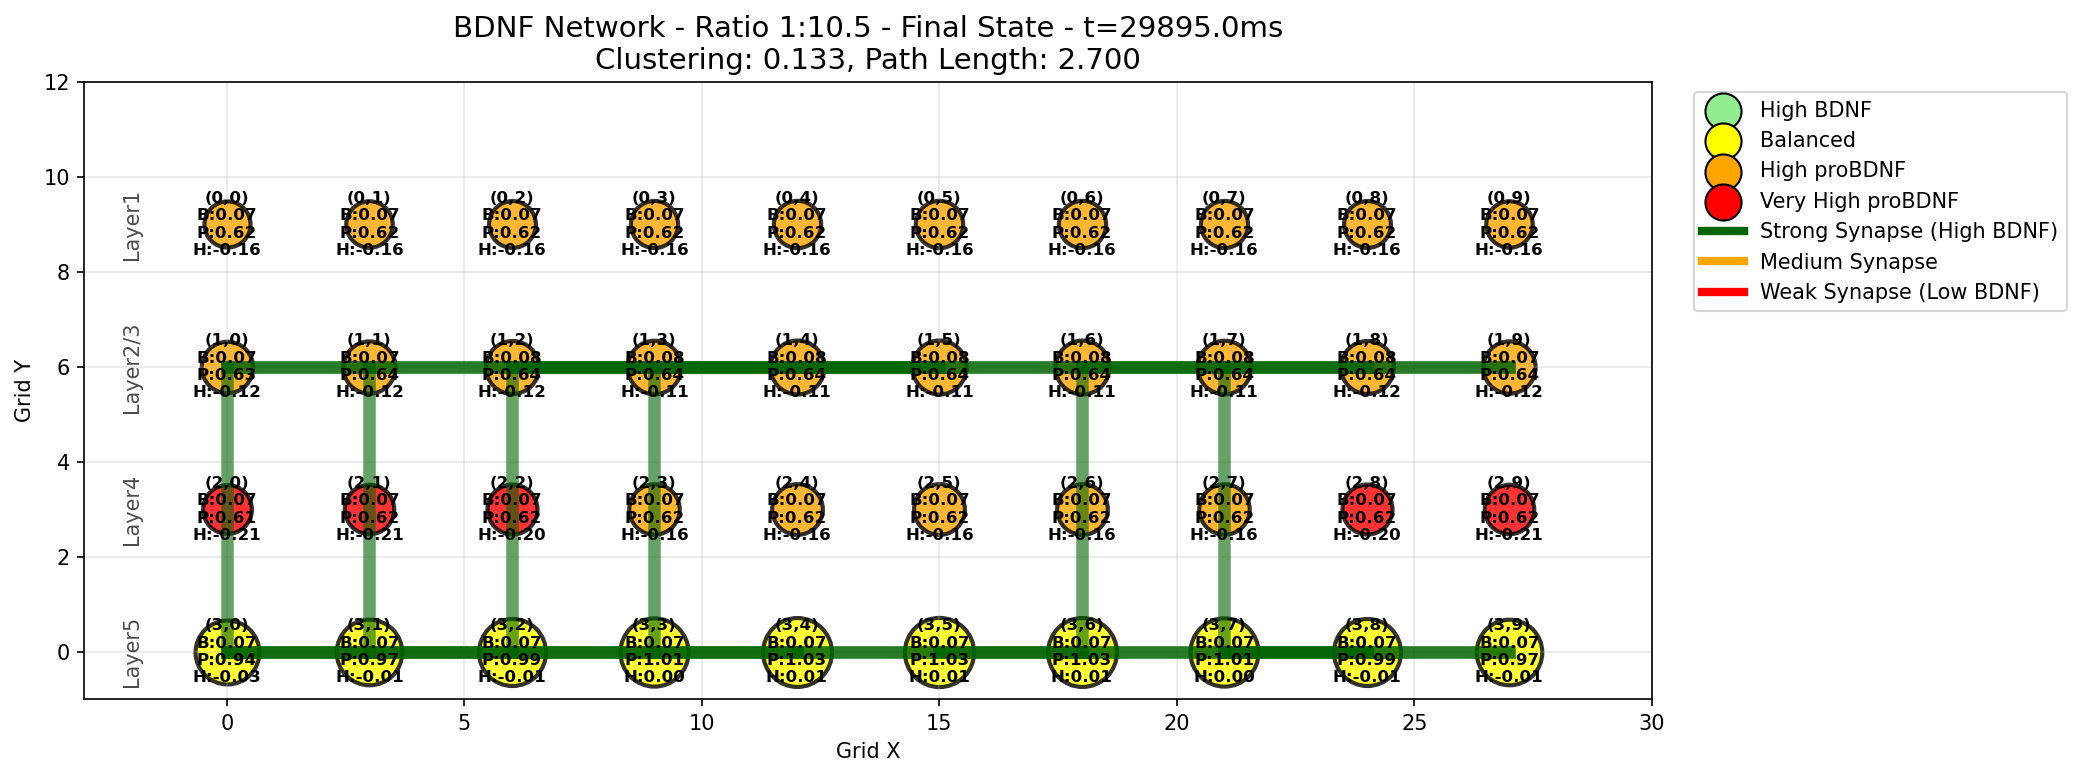 BDNF Network - Ratio 1:10.5 - Final State - t=29895.0ms
Clustering: 0.133, Path Length: 2.700
High BDNF
Balanced
High proBDNF
Very High proBDNF
Strong Synapse (High BDNF)
Medium Synapse
Weak Synapse (Low BDNF)
Grid Y
12
10
8
6
4
2
0
Layer1
(0,0) (0,1) (0,2) (0,3) (0,4) (0,5) (0,6) (0,7) (0,8) (0,9)
B:0.07 B:0.07 B:0.07 B:0.07 B:0.07 B:0.07 B:0.07 B:0.07 B:0.07 B:0.07
P:0.62 P:0.62 P:0.62 P:0.62 P:0.62 P:0.62 P:0.62 P:0.62 P:0.62 P:0.62
H:-0.16 H:-0.16 H:-0.16 H:-0.16 H:-0.16 H:-0.16 H:-0.16 H:-0.16 H:-0.16 H:-0.16
Layer2/3
(1,0) (1,1) (1,2) (1,3) (1,4) (1,5) (1,6) (1,7) (1,8) (1,9)
B:0.07 B:0.07 B:0.08 B:0.08 B:0.08 B:0.08 B:0.08 B:0.08 B:0.08 B:0.07
P:0.63 P:0.64 P:0.64 P:0.64 P:0.64 P:0.64 P:0.64 P:0.64 P:0.64 P:0.64
H:-0.12 H:-0.12 H:-0.12 H:-0.11 H:-0.11 H:-0.11 H:-0.11 H:-0.11 H:-0.12 H:-0.12
Layer4
(2,0) (2,1) (2,2) (2,3) (2,4) (2,5) (2,6) (2,7) (2,8) (2,9)
B:0.07 B:0.07 B:0.07 B:0.07 B:0.07 B:0.07 B:0.07 B:0.07 B:0.07 B:0.07
P:0.61 P:0.62 P:0.62 P:0.62 P:0.62 P:0.62 P:0.62 P:0.62 P:0.62 P:0.62
H:-0.21 H:-0.21 H:-0.20 H:-0.16 H:-0.16 H:-0.16 H:-0.16 H:-0.16 H:-0.20 H:-0.21
Layer5
(3,0) (3,1) (3,2) (3,3) (3,4) (3,5) (3,6) (3,7) (3,8) (3,9)
B:0.07 B:0.07 B:0.07 B:0.07 B:0.07 B:0.07 B:0.07 B:0.07 B:0.07 B:0.07
P:0.94 P:0.97 P:0.99 P:1.01 P:1.03 P:1.03 P:1.03 P:1.01 P:0.99 P:0.97
H:-0.03 H:-0.01 H:-0.01 H:0.00 H:0.01 H:0.01 H:0.01 H:0.00 H:-0.01 H:-0.01
0 5 10 15 20 25 30
Grid X